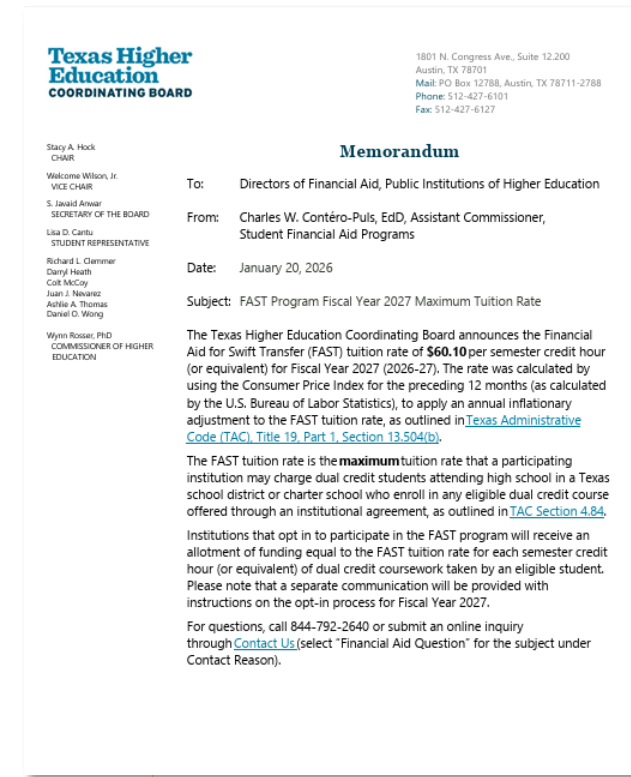 Texas Higher
Education
COORDINATING BOARD
1801 N. Congress Ave., Suite 12.200
Austin, TX 78701
Mail: PO Box 12788, Austin, TX 78711-2788
Phone: 512-427-6101
Fax: 512-427-6127
Stacy A. Hock
CHAIR
Welcome Wilson, Jr.
VICE CHAIR
S. Javaid Anwar
SECRETARY OF THE BOARD
Lisa D. Cantu
STUDENT REPRESENTATIVE
Richard L. Clemmer
Darryl Heath
Colt McCoy
Juan J. Nevarez
Ashlie A. Thomas
Daniel O. Wong
Wynn Rosser, PhD
COMMISSIONER OF HIGHER
EDUCATION
Memorandum
To: Directors of Financial Aid, Public Institutions of Higher Education
From: Charles W. Contéro-Puls, EdD, Assistant Commissioner,
Student Financial Aid Programs
Date: January 20, 2026
Subject: FAST Program Fiscal Year 2027 Maximum Tuition Rate
The Texas Higher Education Coordinating Board announces the Financial
Aid for Swift Transfer (FAST) tuition rate of $60.10 per semester credit hour
(or equivalent) for Fiscal Year 2027 (2026-27). The rate was calculated by
using the Consumer Price Index for the preceding 12 months (as calculated
by the U.S. Bureau of Labor Statistics), to apply an annual inflationary
adjustment to the FAST tuition rate, as outlined in Texas Administrative
Code (TAC), Title 19, Part 1, Section 13.504(b).
The FAST tuition rate is the maximum tuition rate that a participating
institution may charge dual credit students attending high school in a Texas
school district or charter school who enroll in any eligible dual credit course
offered through an institutional agreement, as outlined in TAC Section 4.84.
Institutions that opt in to participate in the FAST program will receive an
allotment of funding equal to the FAST tuition rate for each semester credit
hour (or equivalent) of dual credit coursework taken by an eligible student.
Please note that a separate communication will be provided with
instructions on the opt-in process for Fiscal Year 2027.
For questions, call 844-792-2640 or submit an online inquiry
through Contact Us (select "Financial Aid Question" for the subject under
Contact Reason).